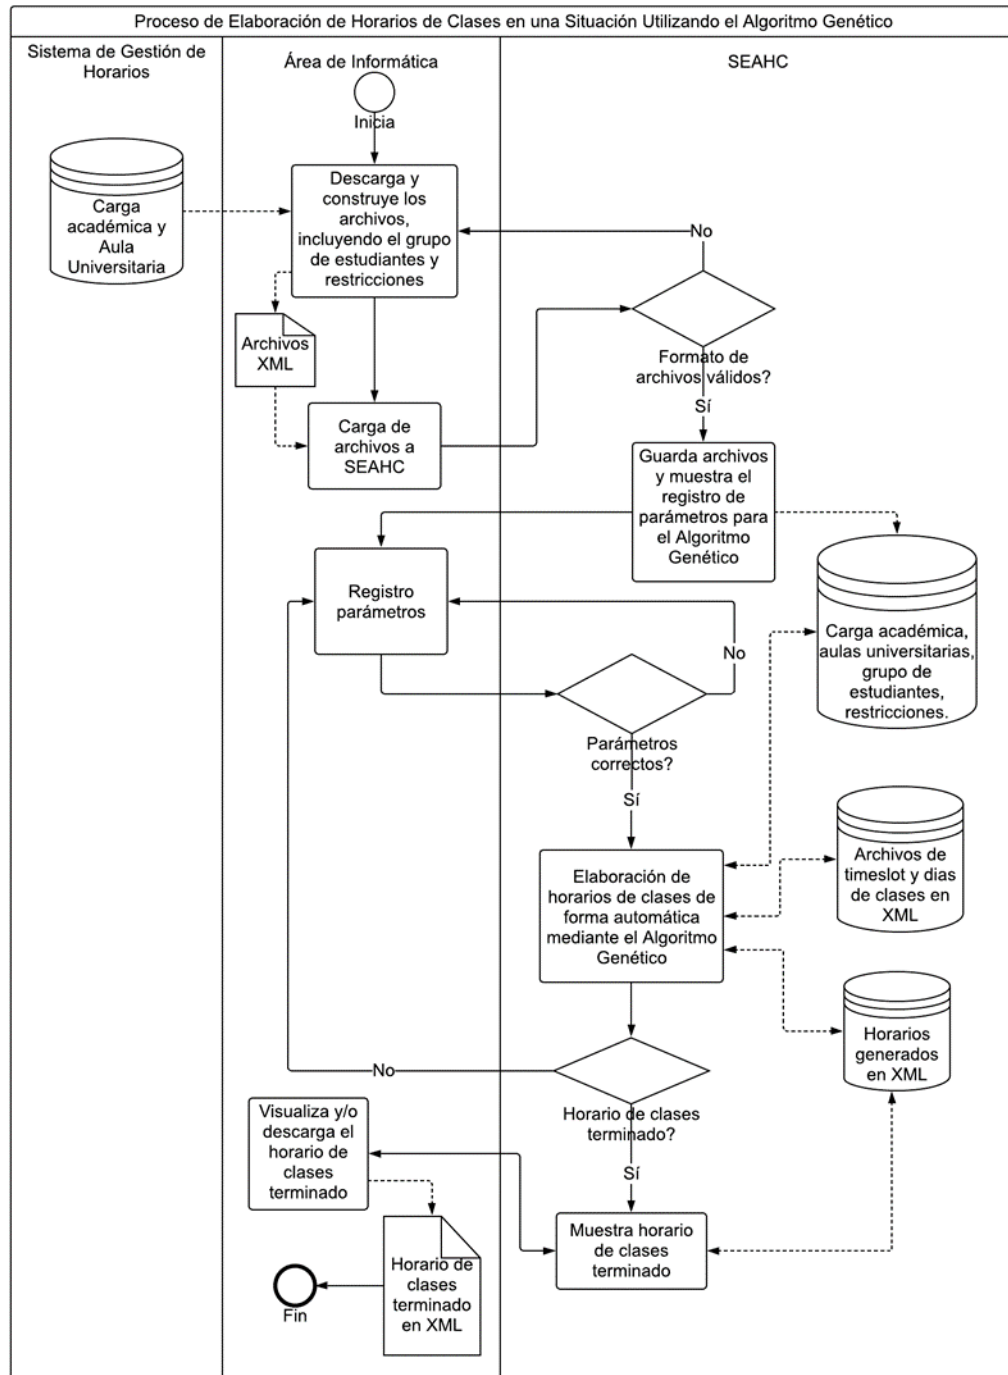 Proceso de Elaboración de Horarios de Clases en una Situación Utilizando el Algoritmo Genético
Sistema de Gestión de
Horarios
Área de Informática
SEAHC
Inicia
Carga
académica y
Aula
Universitaria
Descarga y
construye los
archivos,
incluyendo el grupo
de estudiantes y
restricciones
No
Archivos
XML
Formato de
archivos válidos?
Sí
Carga de
archivos a
SEAHC
Guarda archivos
y muestra el
registro de
parámetros para
el Algoritmo
Genético
Registro
parámetros
Carga académica,
aulas universitarias,
grupo de
estudiantes,
restricciones.
No
Parámetros
correctos?
Sí
Elaboración de
horarios de clases de
forma automática
mediante el Algoritmo
Genético
Archivos de
timeslot y dias
de clases en
XML
Horarios
generados
en XML
No
Horario de clases
terminado?
Sí
Visualiza y/o
descarga el
horario de
clases
terminado
Muestra horario
de clases
terminado
Horario de
clases
terminado
en XML
Fin